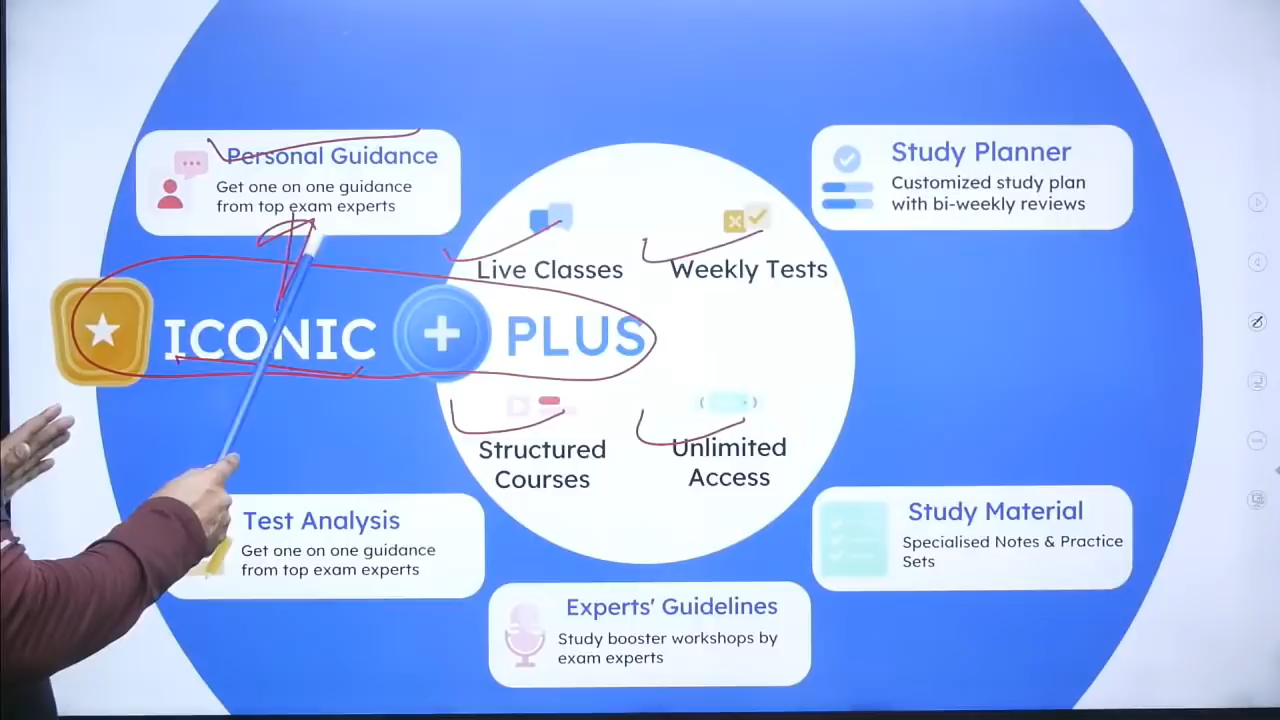 Personal Guidance
Get one on one guidance
from top exam experts
Study Planner
Customized study plan
with bi-weekly reviews
Live Classes
Weekly Tests
ICONIC + PLUS
Structured
Courses
Unlimited
Access
Test Analysis
Get one on one guidance
from top exam experts
Study Material
Specialised Notes & Practice
Sets
Experts' Guidelines
Study booster workshops by
exam experts